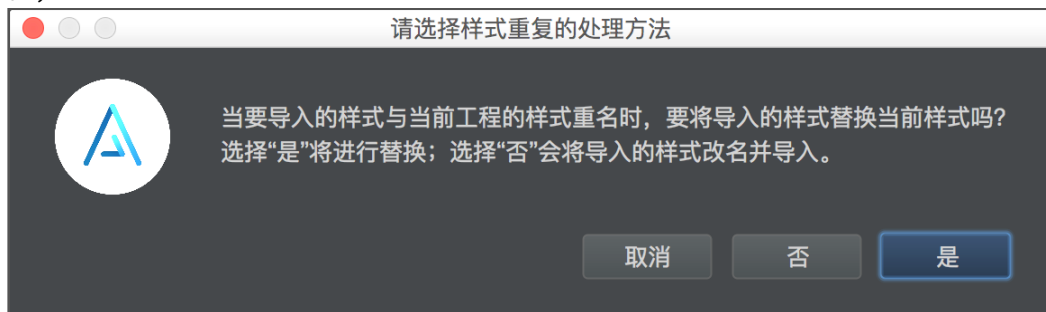 请选择样式重复的处理方法
当要导入的样式与当前工程的样式重名时，要将导入的样式替换当前样式吗？
选择“是”将进行替换；选择“否”会将导入的样式改名并导入。
取消
否
是